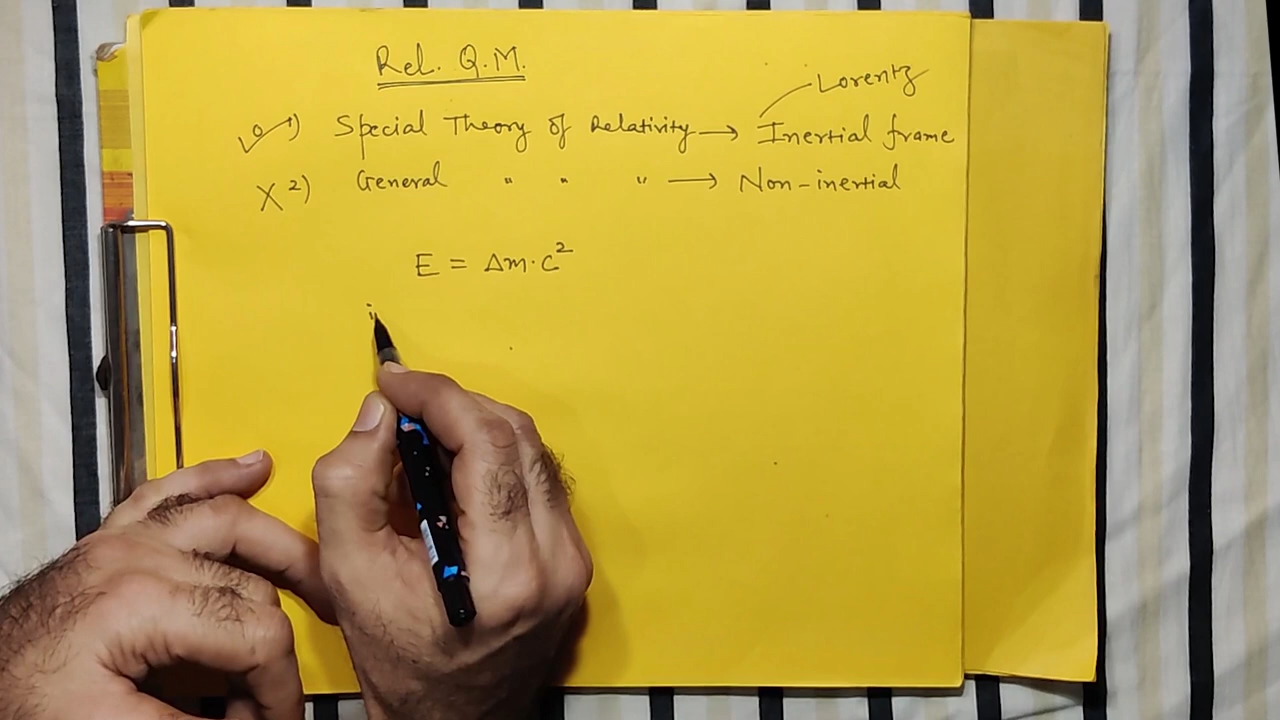 Rel. Q.M.
Lorentz
1) Special Theory of Relativity → Inertial frame
X 2) General " " " → Non-inertial
E = Δm·c²
i